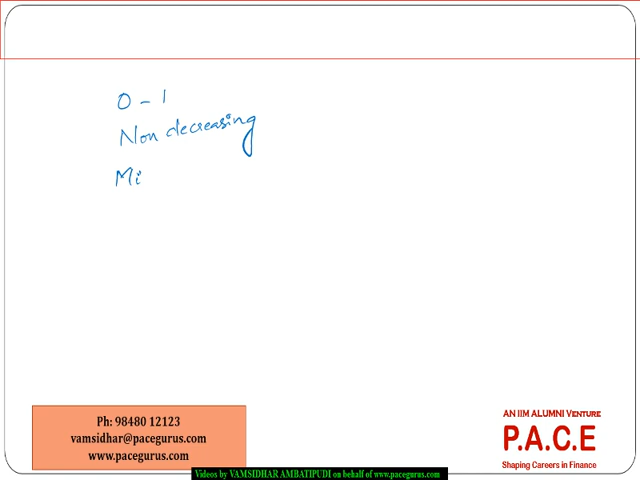 0 - 1
Non decreasing
Mi
Ph: 98480 12123
vamsidhar@pacegurus.com
www.pacegurus.com
AN IIM ALUMNI VENTURE
P.A.C.E
Shaping Careers in Finance
Videos by VAMSIDHAR AMBATIPUDI on behalf of www.pacegurus.com